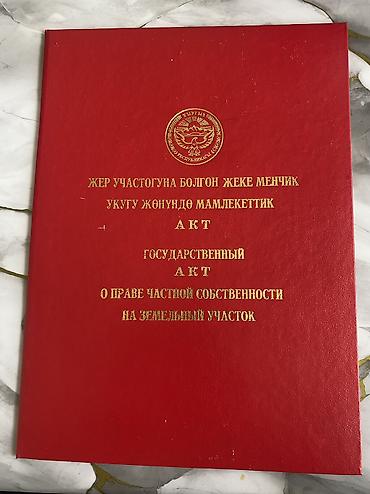 ЖЕР УЧАСТОГУНА БОЛГОН ЖЕКЕ МЕНЧИК
УКУГУ ЖӨНҮНДӨ МАМЛЕКЕТТИК
АКТ
ГОСУДАРСТВЕННЫЙ
АКТ
О ПРАВЕ ЧАСТНОЙ СОБСТВЕННОСТИ
НА ЗЕМЕЛЬНЫЙ УЧАСТОК